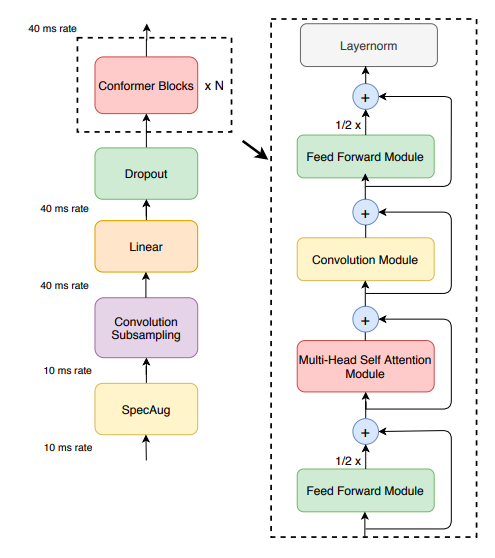 40 ms rate
Conformer Blocks
x N
Dropout
40 ms rate
Linear
40 ms rate
Convolution
Subsampling
10 ms rate
SpecAug
10 ms rate
Layernorm
+
1/2 x
Feed Forward Module
+
Convolution Module
+
Multi-Head Self Attention
Module
+
1/2 x
Feed Forward Module